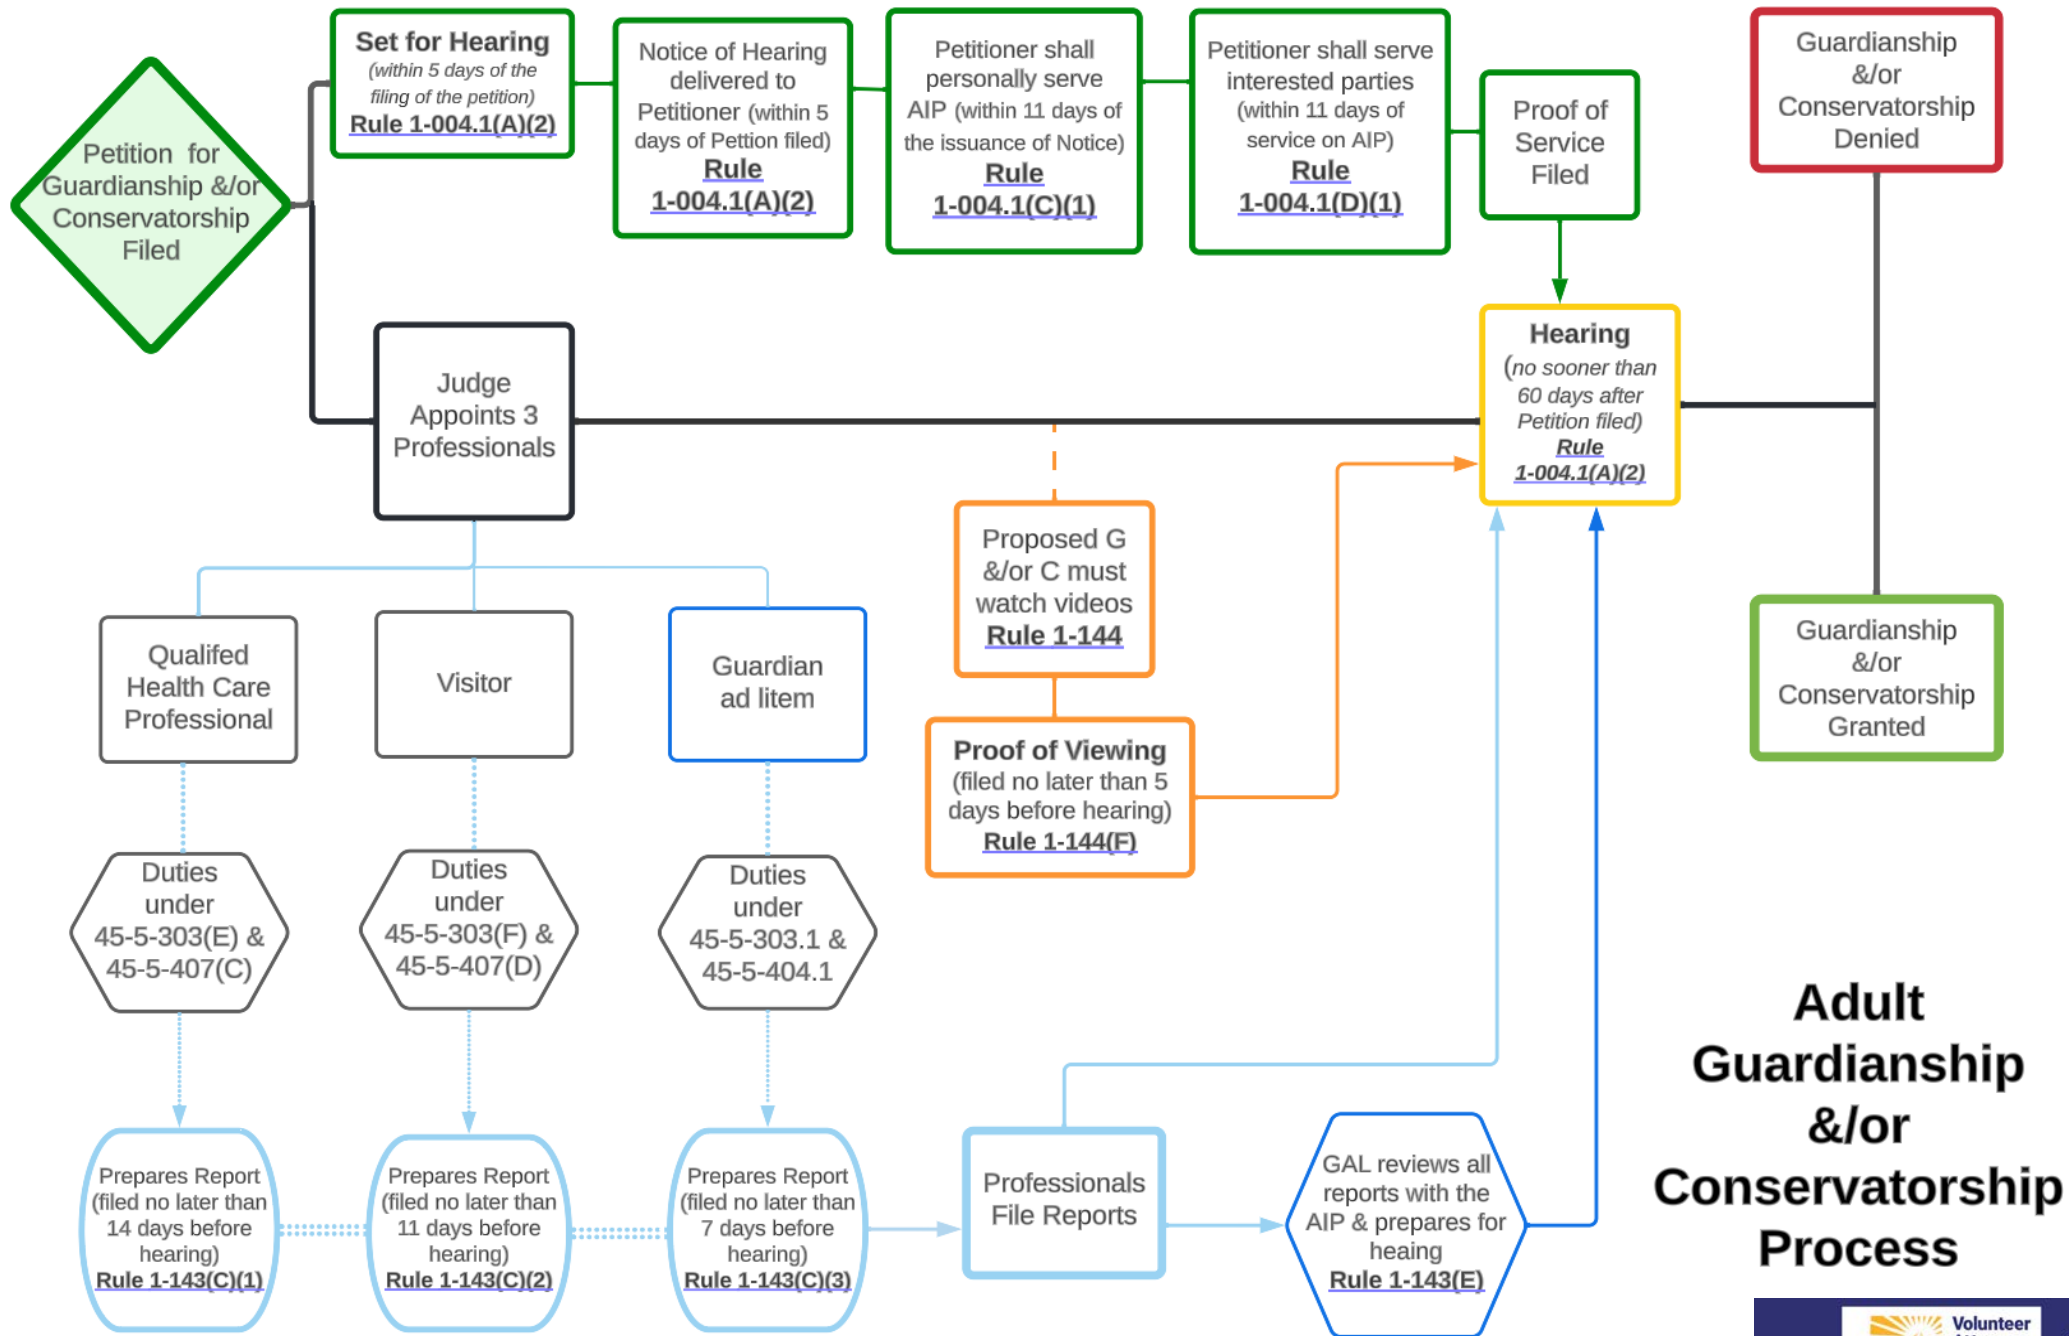 Petition for
Guardianship &/or
Conservatorship
Filed
Set for Hearing
(within 5 days of the
filing of the petition)
Rule 1-004.1(A)(2)
Notice of Hearing
delivered to
Petitioner (within 5
days of Pettion filed)
Rule
1-004.1(A)(2)
Petitioner shall
personally serve
AIP (within 11 days of
the issuance of Notice)
Rule
1-004.1(C)(1)
Petitioner shall serve
interested parties
(within 11 days of
service on AIP)
Rule
1-004.1(D)(1)
Proof of
Service
Filed
Guardianship
&/or
Conservatorship
Denied
Judge
Appoints 3
Professionals
Hearing
(no sooner than
60 days after
Petition filed)
Rule
1-004.1(A)(2)
Proposed G
&/or C must
watch videos
Rule 1-144
Proof of Viewing
(filed no later than 5
days before hearing)
Rule 1-144(F)
Guardianship
&/or
Conservatorship
Granted
Qualifed
Health Care
Professional
Visitor
Guardian
ad litem
Duties
under
45-5-303(E) &
45-5-407(C)
Duties
under
45-5-303(F) &
45-5-407(D)
Duties
under
45-5-303.1 &
45-5-404.1
Prepares Report
(filed no later than
14 days before
hearing)
Rule 1-143(C)(1)
Prepares Report
(filed no later than
11 days before
hearing)
Rule 1-143(C)(2)
Prepares Report
(filed no later than
7 days before
hearing)
Rule 1-143(C)(3)
Professionals
File Reports
GAL reviews all
reports with the
AIP & prepares for
heaing
Rule 1-143(E)
Adult
Guardianship
&/or
Conservatorship
Process
Volunteer